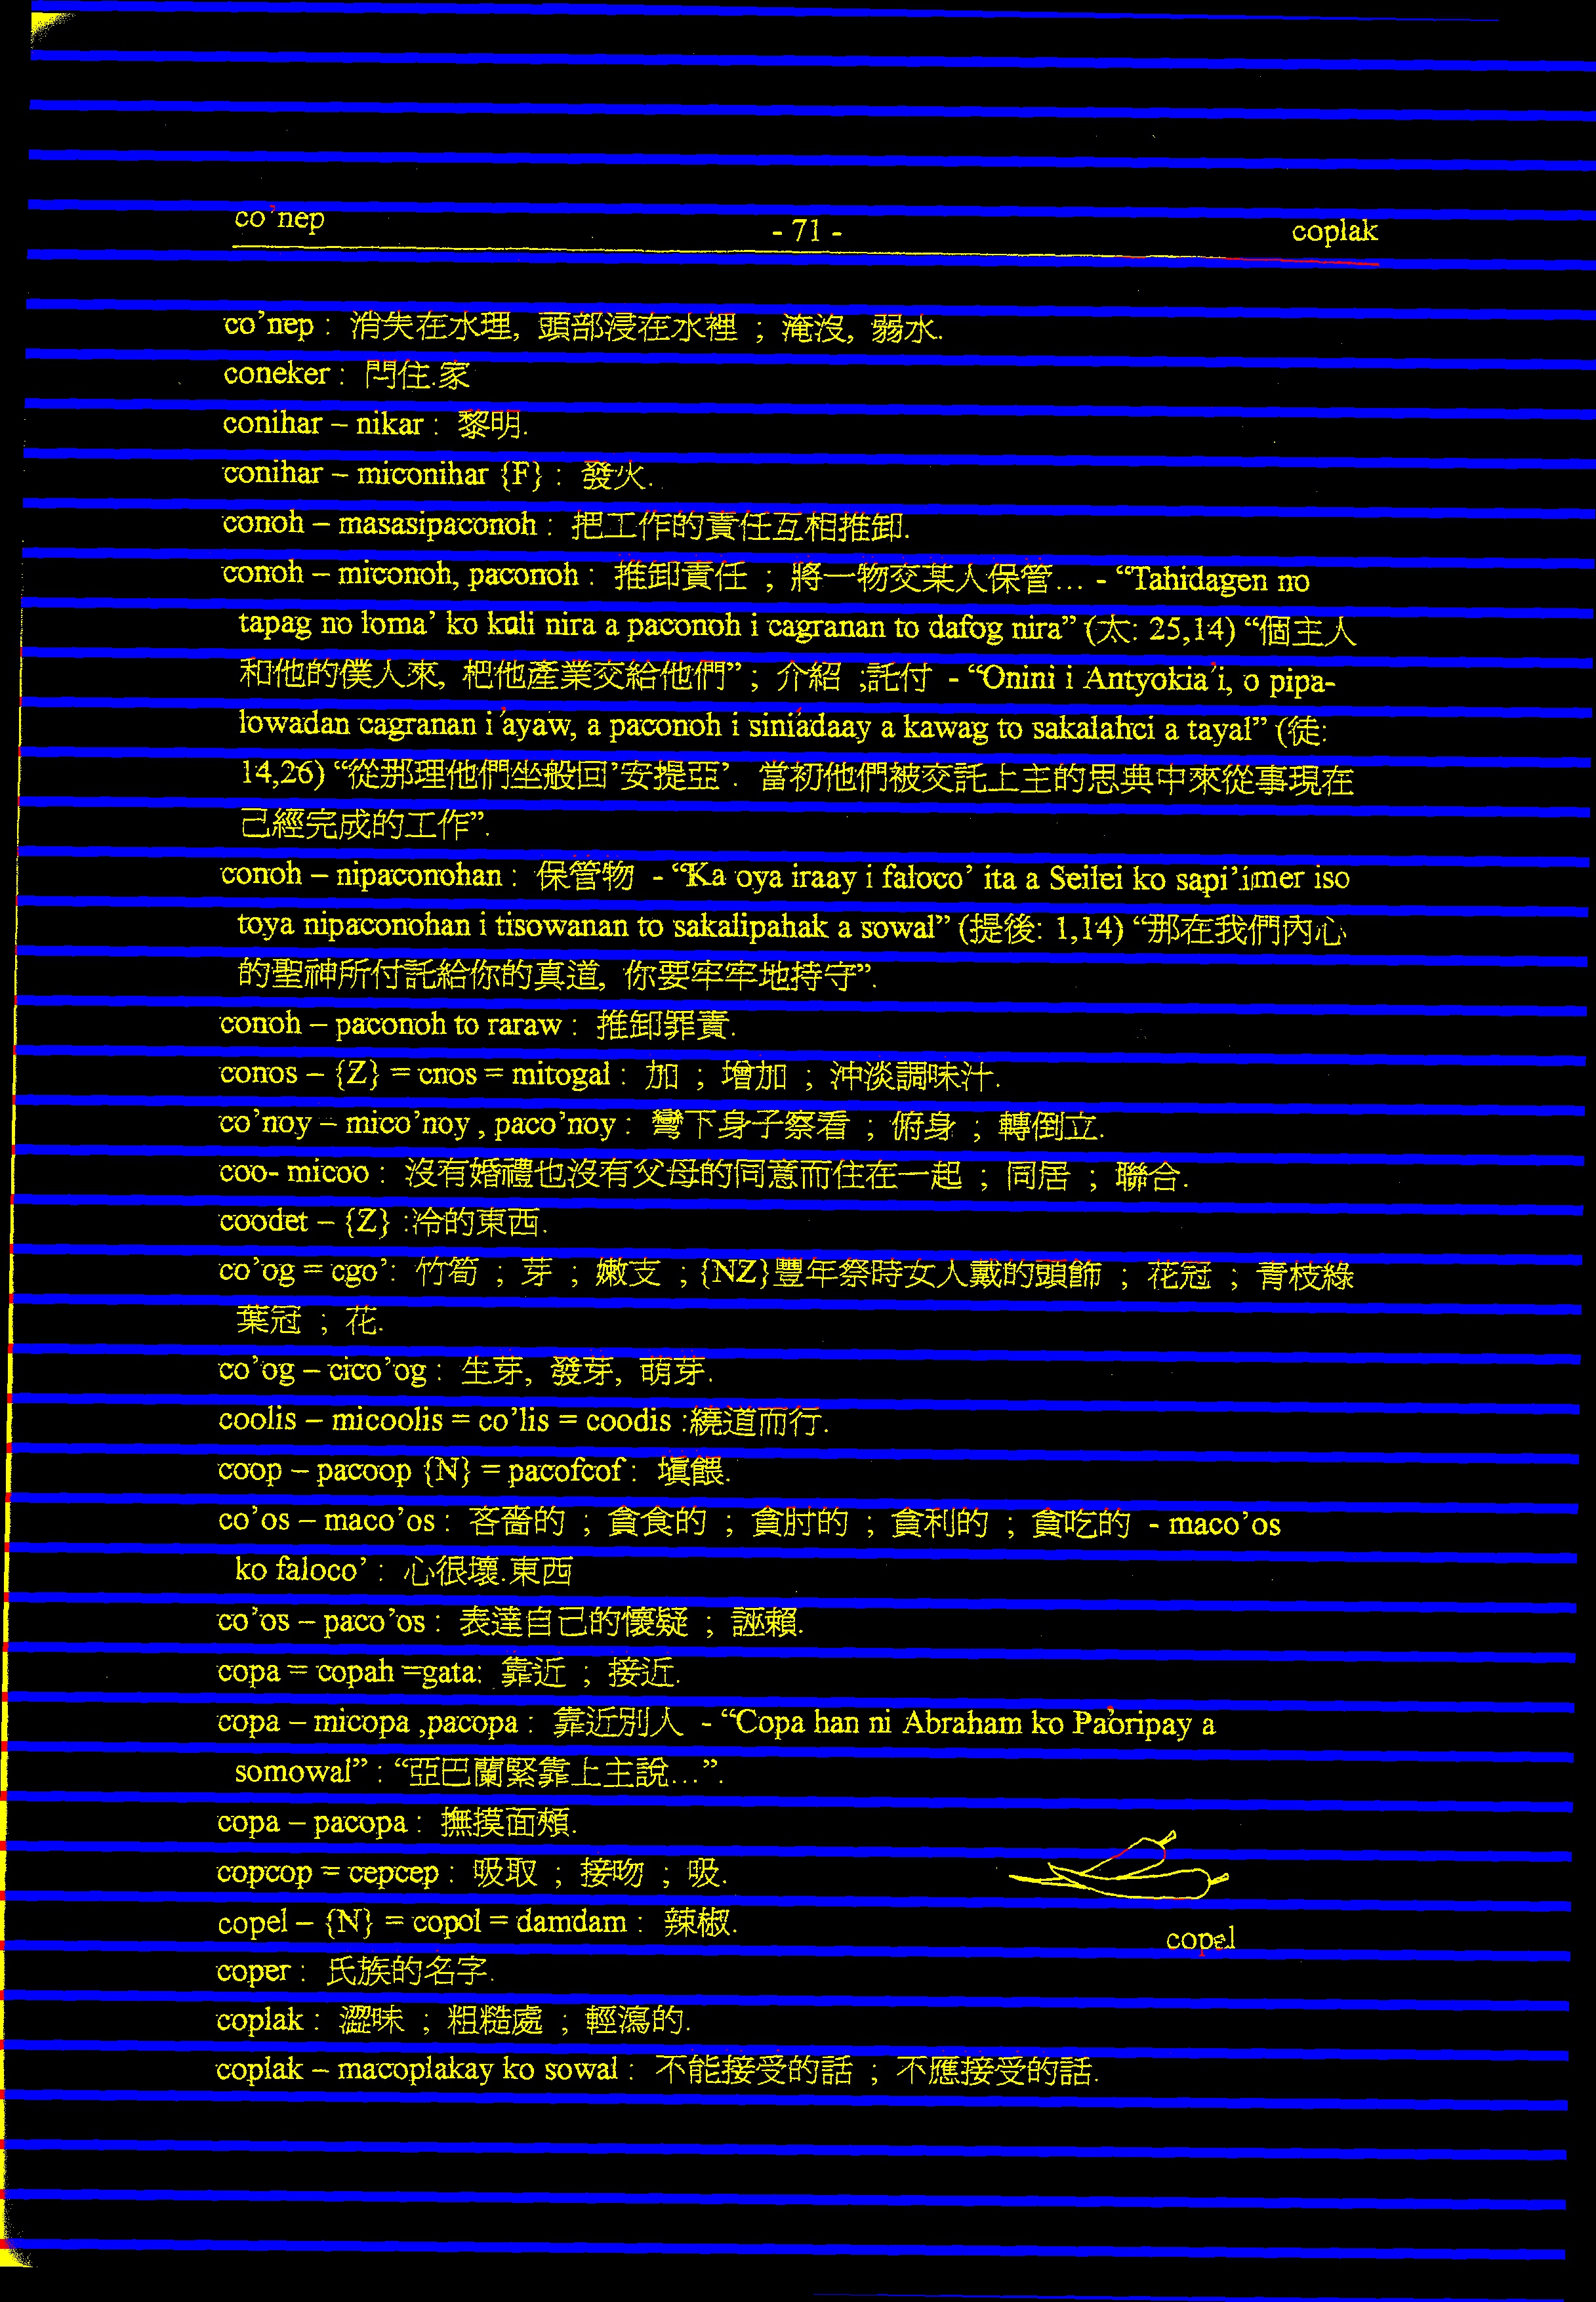 co'nep - 71 - coplak
co'nep : 消失在水理, 頭部浸在水裡 ; 淹沒, 弱水.
coneker : 悶住.家
conihar – nikar : 黎明.
conihar – miconihar {F} : 發火.
conoh – masasipaconoh : 把工作的責任互相推卸.
conoh – miconoh, paconoh : 推卸責任 ; 將一物交某人保管... - “Tahidagen no
tapag no loma' ko kuli nira a paconoh i cagranan to dafog nira” (太: 25,14) “個主人
和他的僕人來, 把他產業交給他們” ; 介紹 ;託付 - “Onini i Antyokia'i, o pipa-
lowadan cagranan i'ayaw, a paconoh i sini'adaay a kawag to sakalahci a tayal” (徒:
14,26) “從那理他們坐般回'安提亞'. 當初他們被交託上主的思典中來從事現在
己經完成的工作”.
conoh – nipaconohan : 保管物 - “Ka oya iraay i faloco' ita a Seilei ko sapi'imer iso
toya nipaconohan i tisowanan to sakalipahak a sowal” (提後: 1,14) “那在我們內心
的聖神所付託給你的真道, 你要牢牢地持守”.
conoh – paconoh to raraw : 推卸罪責.
conos – {Z} = cnos = mitogal : 加 ; 增加 ; 沖淡調味汁.
co'noy – mico'noy , paco'noy : 彎下身子察看 ; 俯身 ; 轉倒立.
coo- micoo : 沒有婚禮也沒有父母的同意而住在一起 ; 同居 ; 聯合.
coodet – {Z} :冷的東西.
co'og = cgo': 竹筍 ; 芽 ; 嫩支 ; {NZ}豐年祭時女人戴的頭飾 ; 花冠 ; 青枝綠
葉冠 ; 花.
co'og – cico'og : 生芽, 發芽, 萌芽.
coolis – micoolis = co'lis = coodis :繞道而行.
coop – pacoop {N} = pacofcof : 填餵.
co'os – maco'os : 吝嗇的 ; 貪食的 ; 貪肘的 ; 貪利的 ; 貪吃的 - maco'os
ko faloco' : 心很壞.東西
co'os – paco'os : 表達自己的懷疑 ; 誣賴.
copa = copah =gata: 靠近 ; 接近.
copa – micopa ,pacopa : 靠近別人 - “Copa han ni Abraham ko Pa'oripay a
somowal” : “亞巴蘭緊靠上主說...”.
copa – pacopa : 撫摸面頰.
copcop = cepcep : 吸取 ; 接吻 ; 吸.
copel – {N} = copol = damdam : 辣椒.
copel
coper : 氏族的名字.
coplak : 澀味 ; 粗糙處 ; 輕瀉的.
coplak – macoplakay ko sowal : 不能接受的話 ; 不應接受的話.